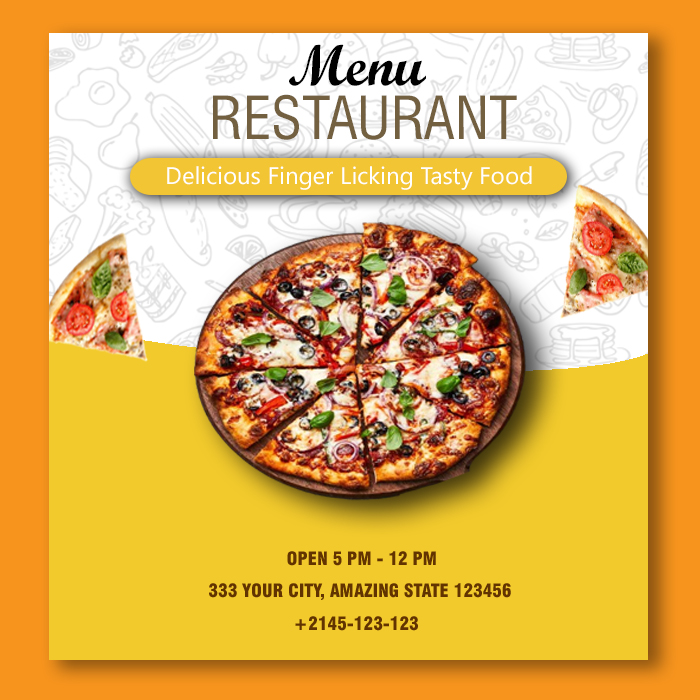 Menu
RESTAURANT
Delicious Finger Licking Tasty Food
OPEN 5 PM - 12 PM
333 YOUR CITY, AMAZING STATE 123456
+2145-123-123